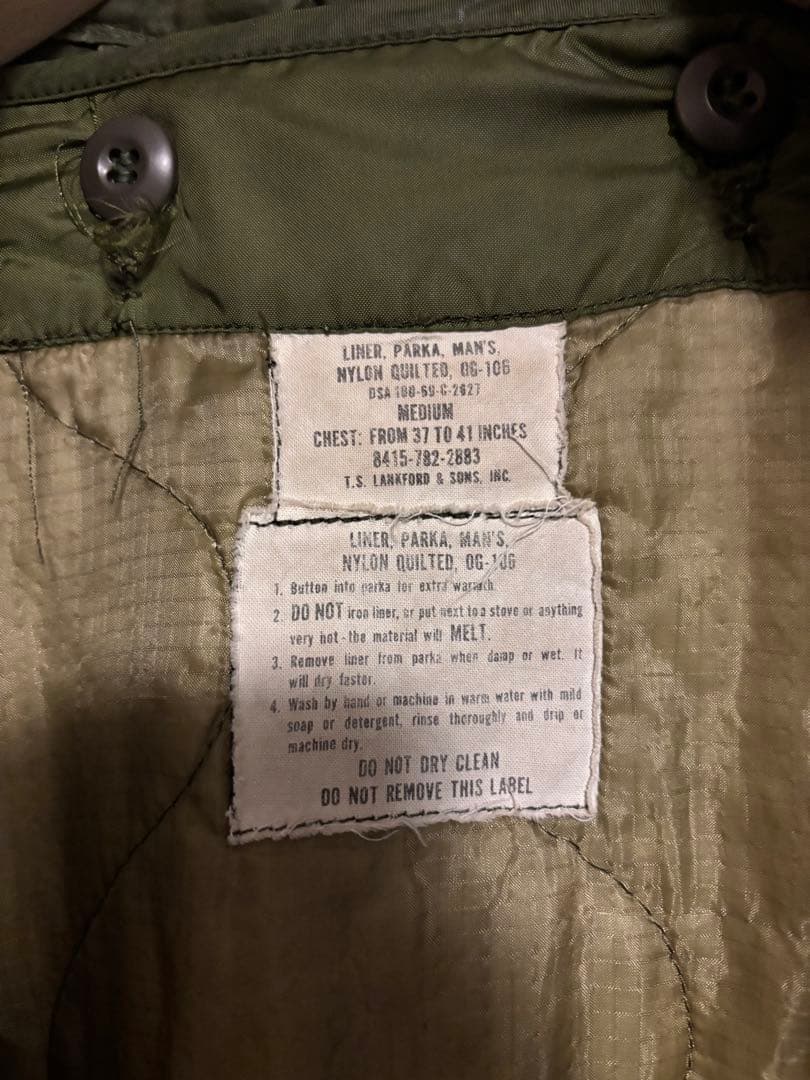 LINER, PARKA, MAN'S,
NYLON QUILTED, OG-106
DSA 100-69-C-2627
MEDIUM
CHEST: FROM 37 TO 41 INCHES
8415-782-2883
T.S. LANKFORD & SONS, INC.
LINER, PARKA, MAN'S,
NYLON QUILTED, OG-106
1. Button into parka for extra warmth.
2. DO NOT iron liner, or put next to a stove or anything
very hot - the material will MELT.
3. Remove liner from parka when damp or wet. It
will dry faster.
4. Wash by hand or machine in warm water with mild
soap or detergent, rinse thoroughly and drip or
machine dry.
DO NOT DRY CLEAN
DO NOT REMOVE THIS LABEL